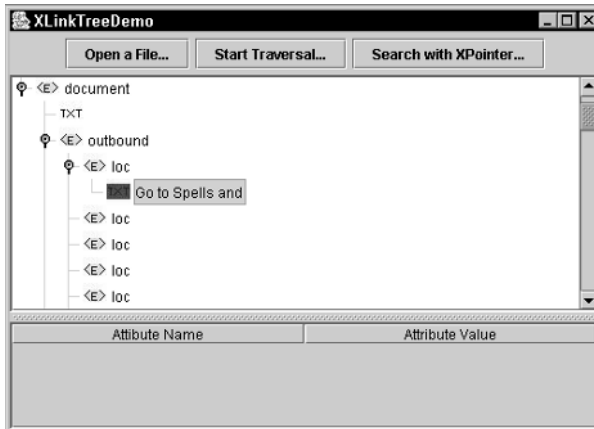 XLinkTreeDemo
Open a File... Start Traversal... Search with XPointer...
<E> document
TXT
<E> outbound
<E> loc
TXT Go to Spells and
<E> loc
<E> loc
<E> loc
<E> loc
Attibute Name Attribute Value